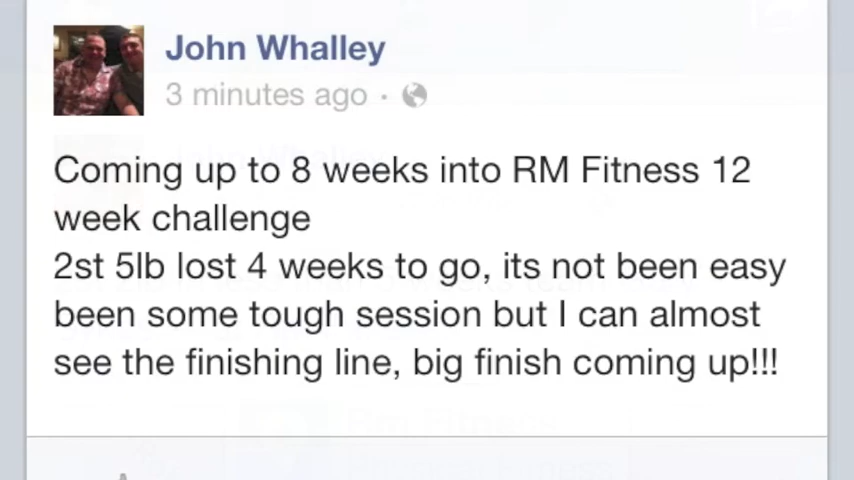 John Whalley
3 minutes ago ·
Coming up to 8 weeks into RM Fitness 12
week challenge
2st 5lb lost 4 weeks to go, its not been easy
been some tough session but I can almost
see the finishing line, big finish coming up!!!